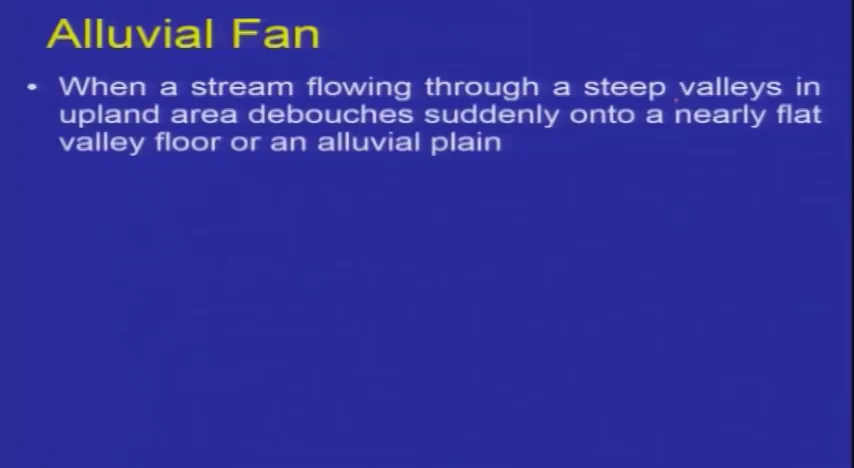 Alluvial Fan
• When a stream flowing through a steep valleys in
upland area debouches suddenly onto a nearly flat
valley floor or an alluvial plain